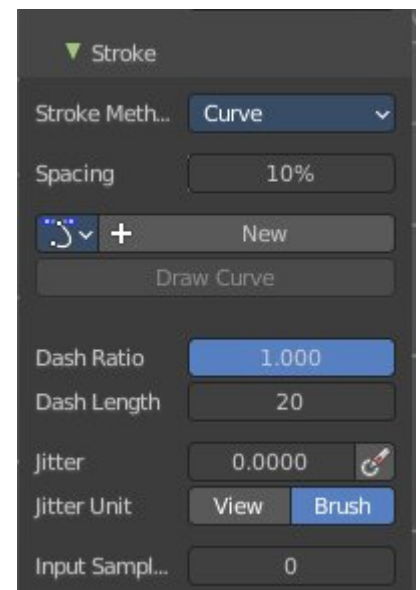 Stroke
Stroke Meth... Curve
Spacing 10%
New
Draw Curve
Dash Ratio 1.000
Dash Length 20
Jitter 0.0000
Jitter Unit View Brush
Input Sampl... 0